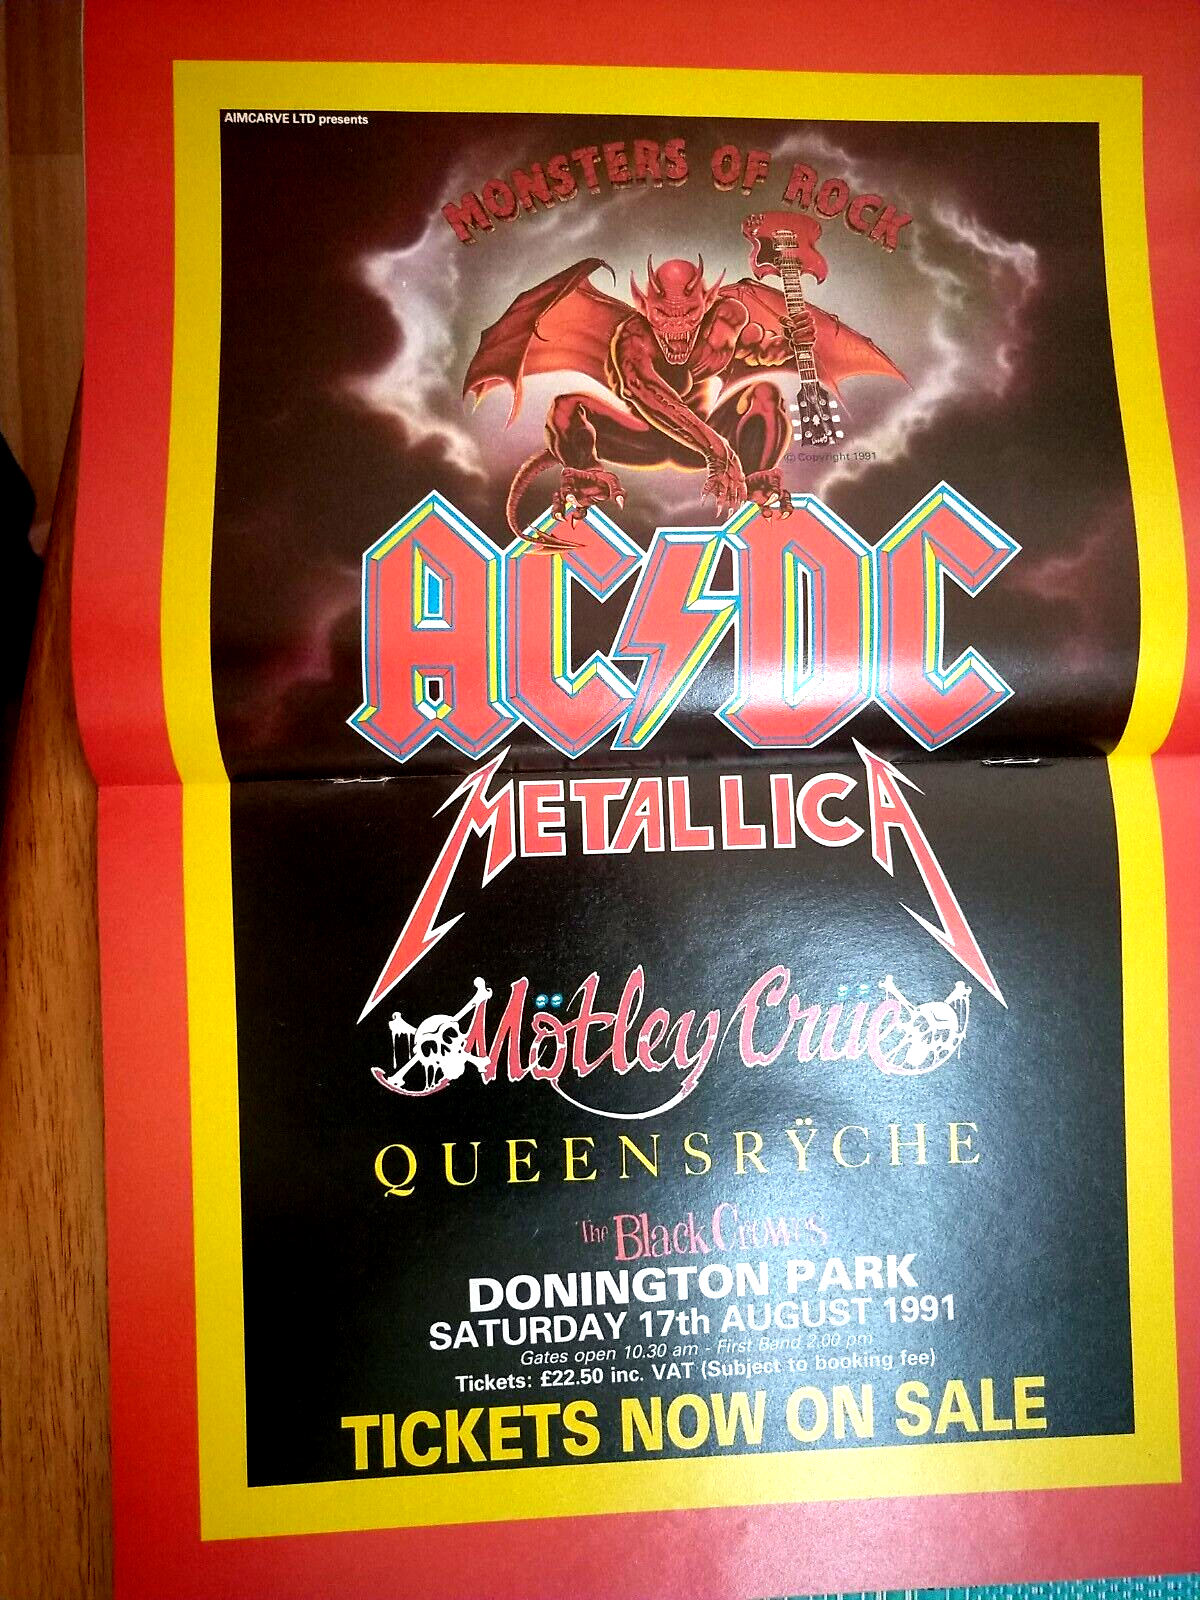 AIMCARVE LTD presents
MONSTERS OF ROCK
© Copyright 1991
AC/DC
METALLICA
Mötley Crüe
QUEENSRŸCHE
The Black Crowes
DONINGTON PARK
SATURDAY 17th AUGUST 1991
Gates open 10.30 am - First Band 2.00 pm
Tickets: £22.50 inc. VAT (Subject to booking fee)
TICKETS NOW ON SALE